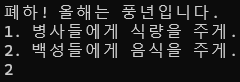 폐하! 올해는 풍년입니다.
1. 병사들에게 식량을 주게.
2. 백성들에게 음식을 주게.
2